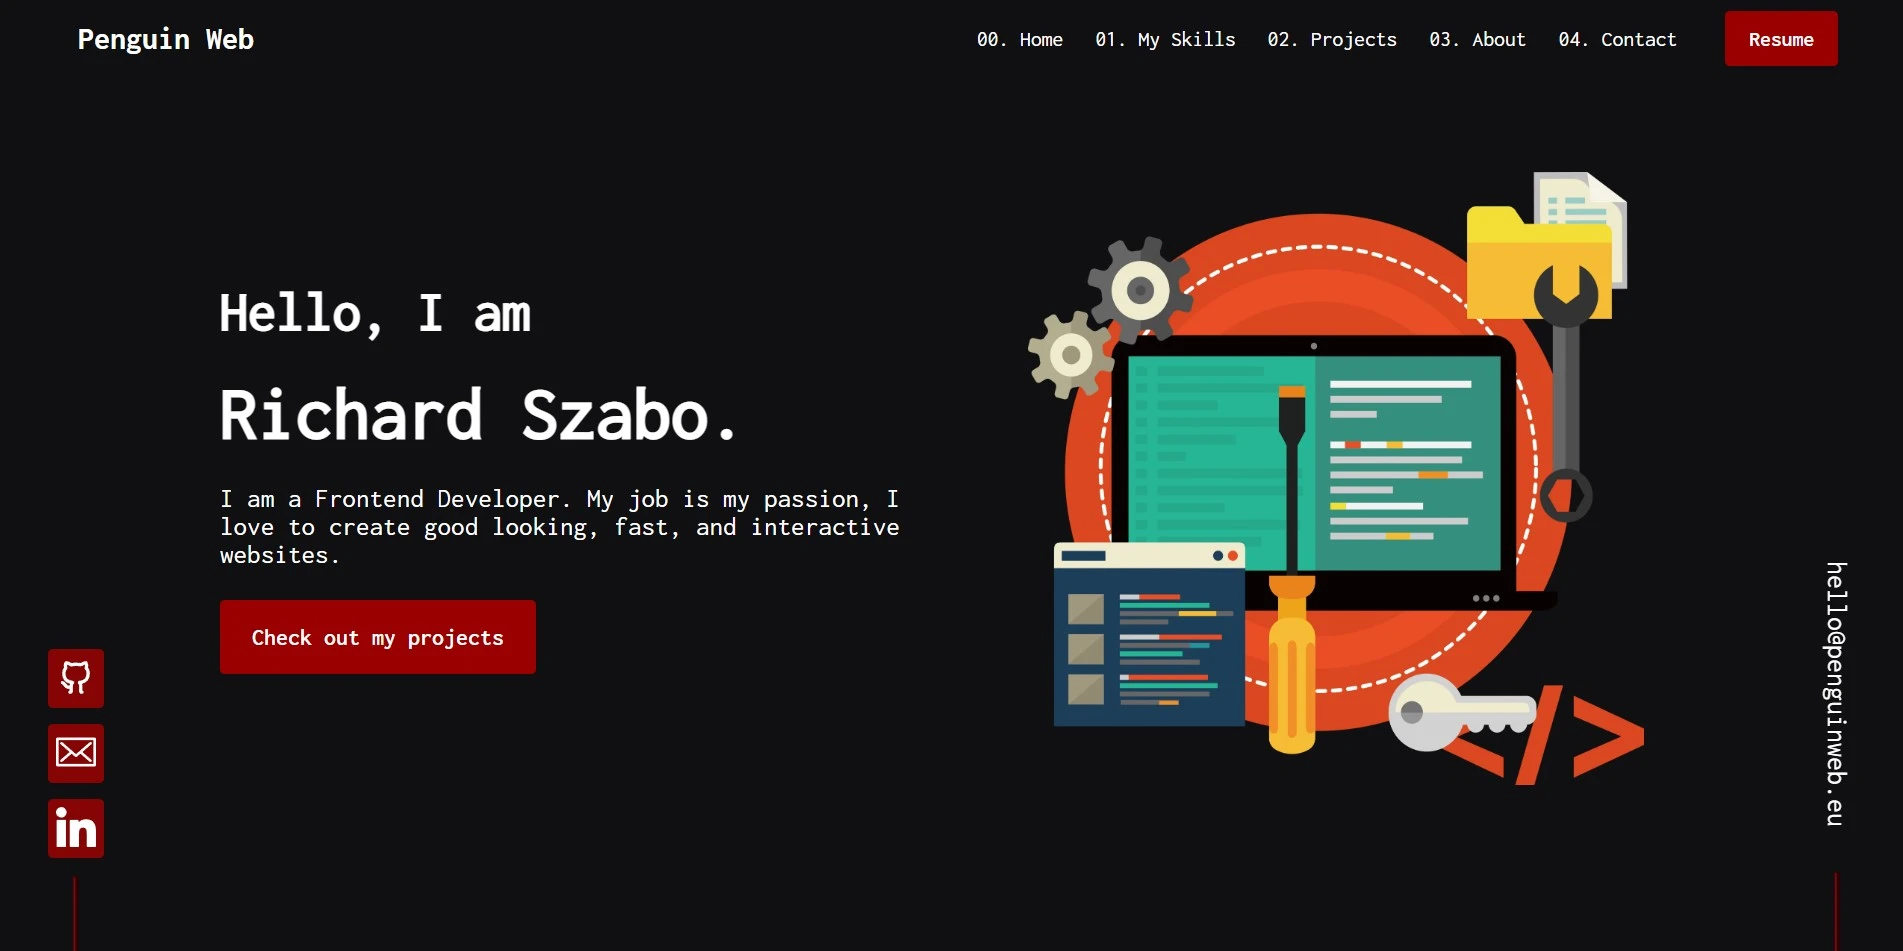 Penguin Web
00. Home
01. My Skills
02. Projects
03. About
04. Contact
Resume
Hello, I am
Richard Szabo.
I am a Frontend Developer. My job is my passion, I
love to create good looking, fast, and interactive
websites.
Check out my projects
in
</>
hello@penguinweb.eu